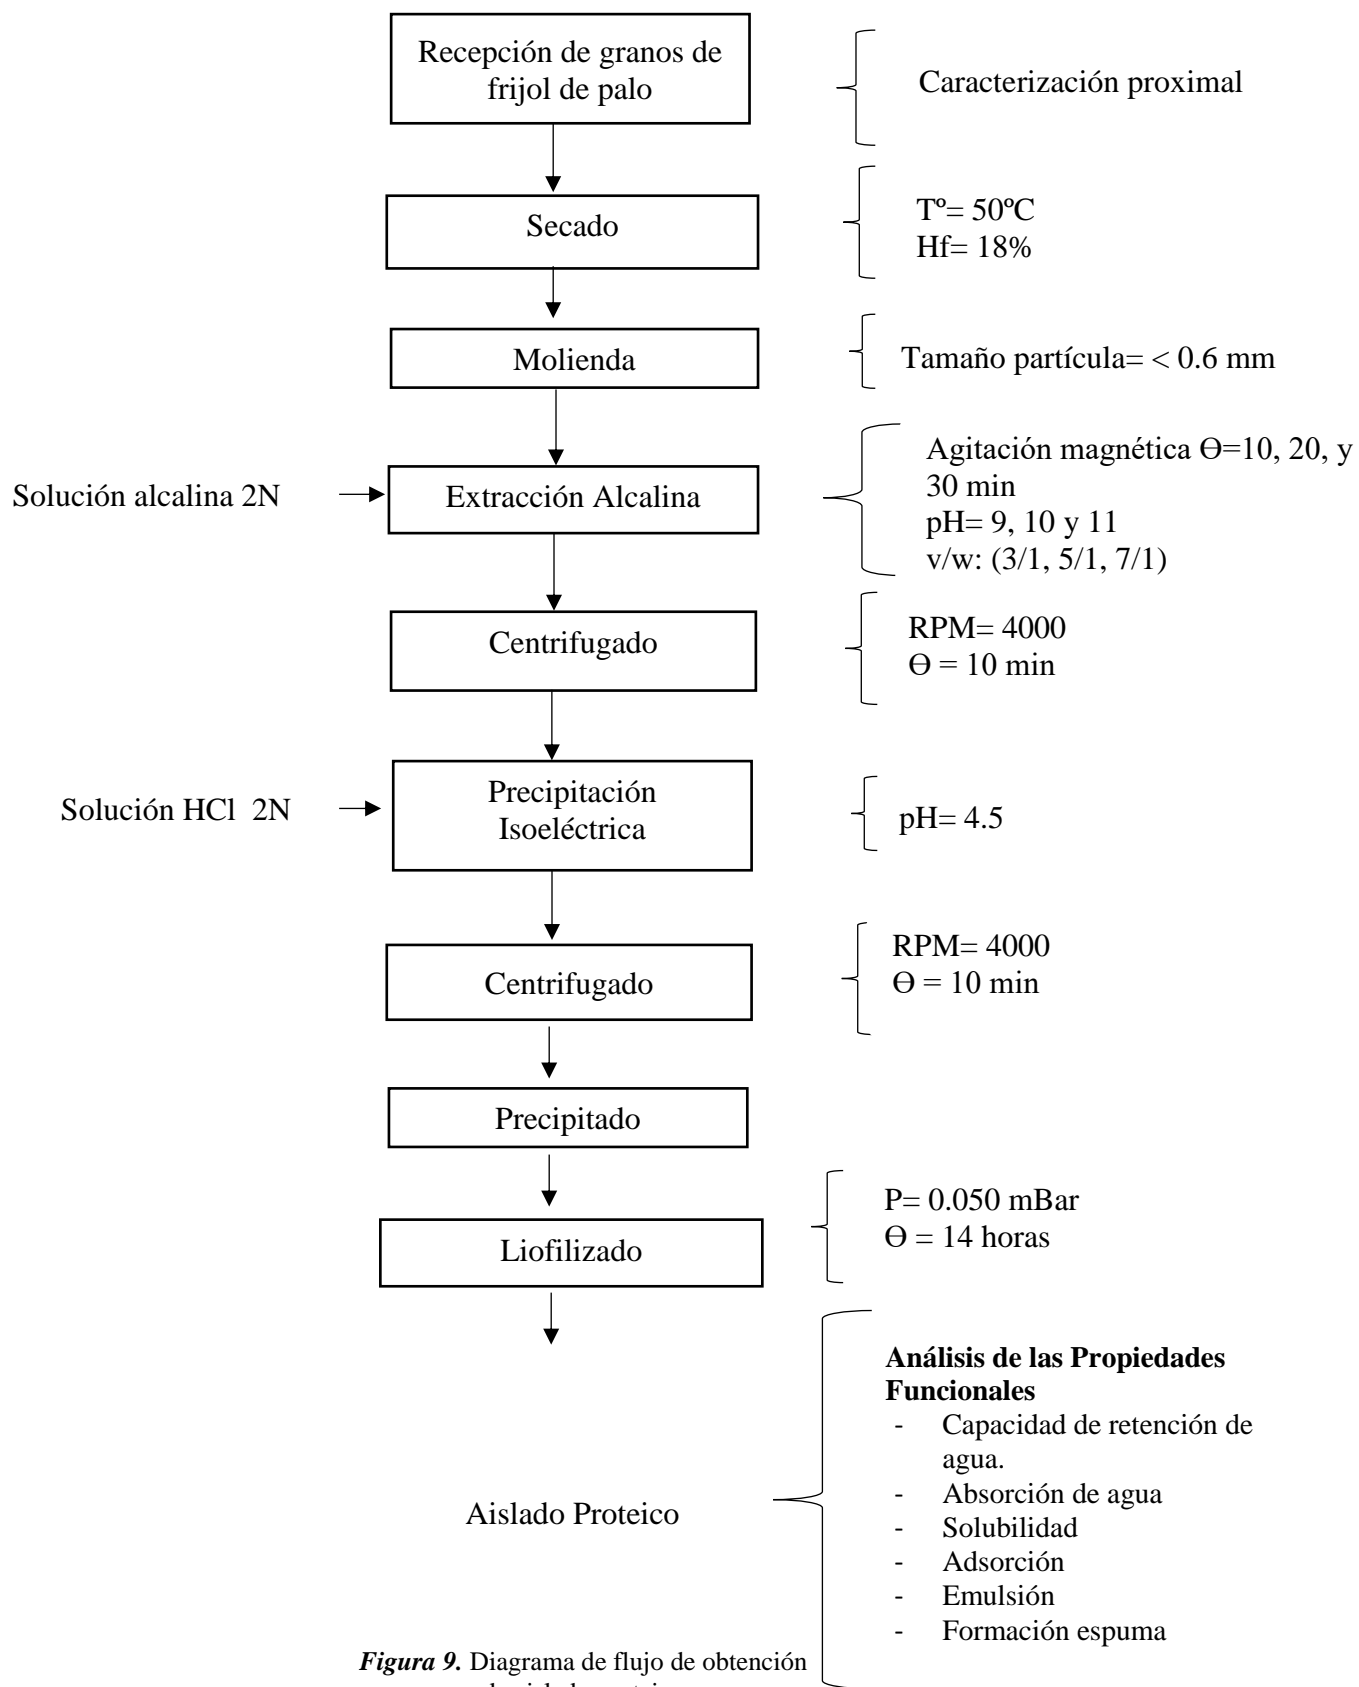 Recepción de granos de
frijol de palo
Caracterización proximal
Secado
Tº= 50ºC
Hf= 18%
Molienda
Tamaño partícula= < 0.6 mm
Solución alcalina 2N
Extracción Alcalina
Agitación magnética ϴ=10, 20, y
30 min
pH= 9, 10 y 11
v/w: (3/1, 5/1, 7/1)
Centrifugado
RPM= 4000
ϴ = 10 min
Solución HCl  2N
Precipitación
Isoeléctrica
pH= 4.5
Centrifugado
RPM= 4000
ϴ = 10 min
Precipitado
Liofilizado
P= 0.050 mBar
ϴ = 14 horas
Aislado Proteico
Análisis de las Propiedades
Funcionales
- Capacidad de retención de
agua.
- Absorción de agua
- Solubilidad
- Adsorción
- Emulsión
- Formación espuma
Figura 9. Diagrama de flujo de obtención